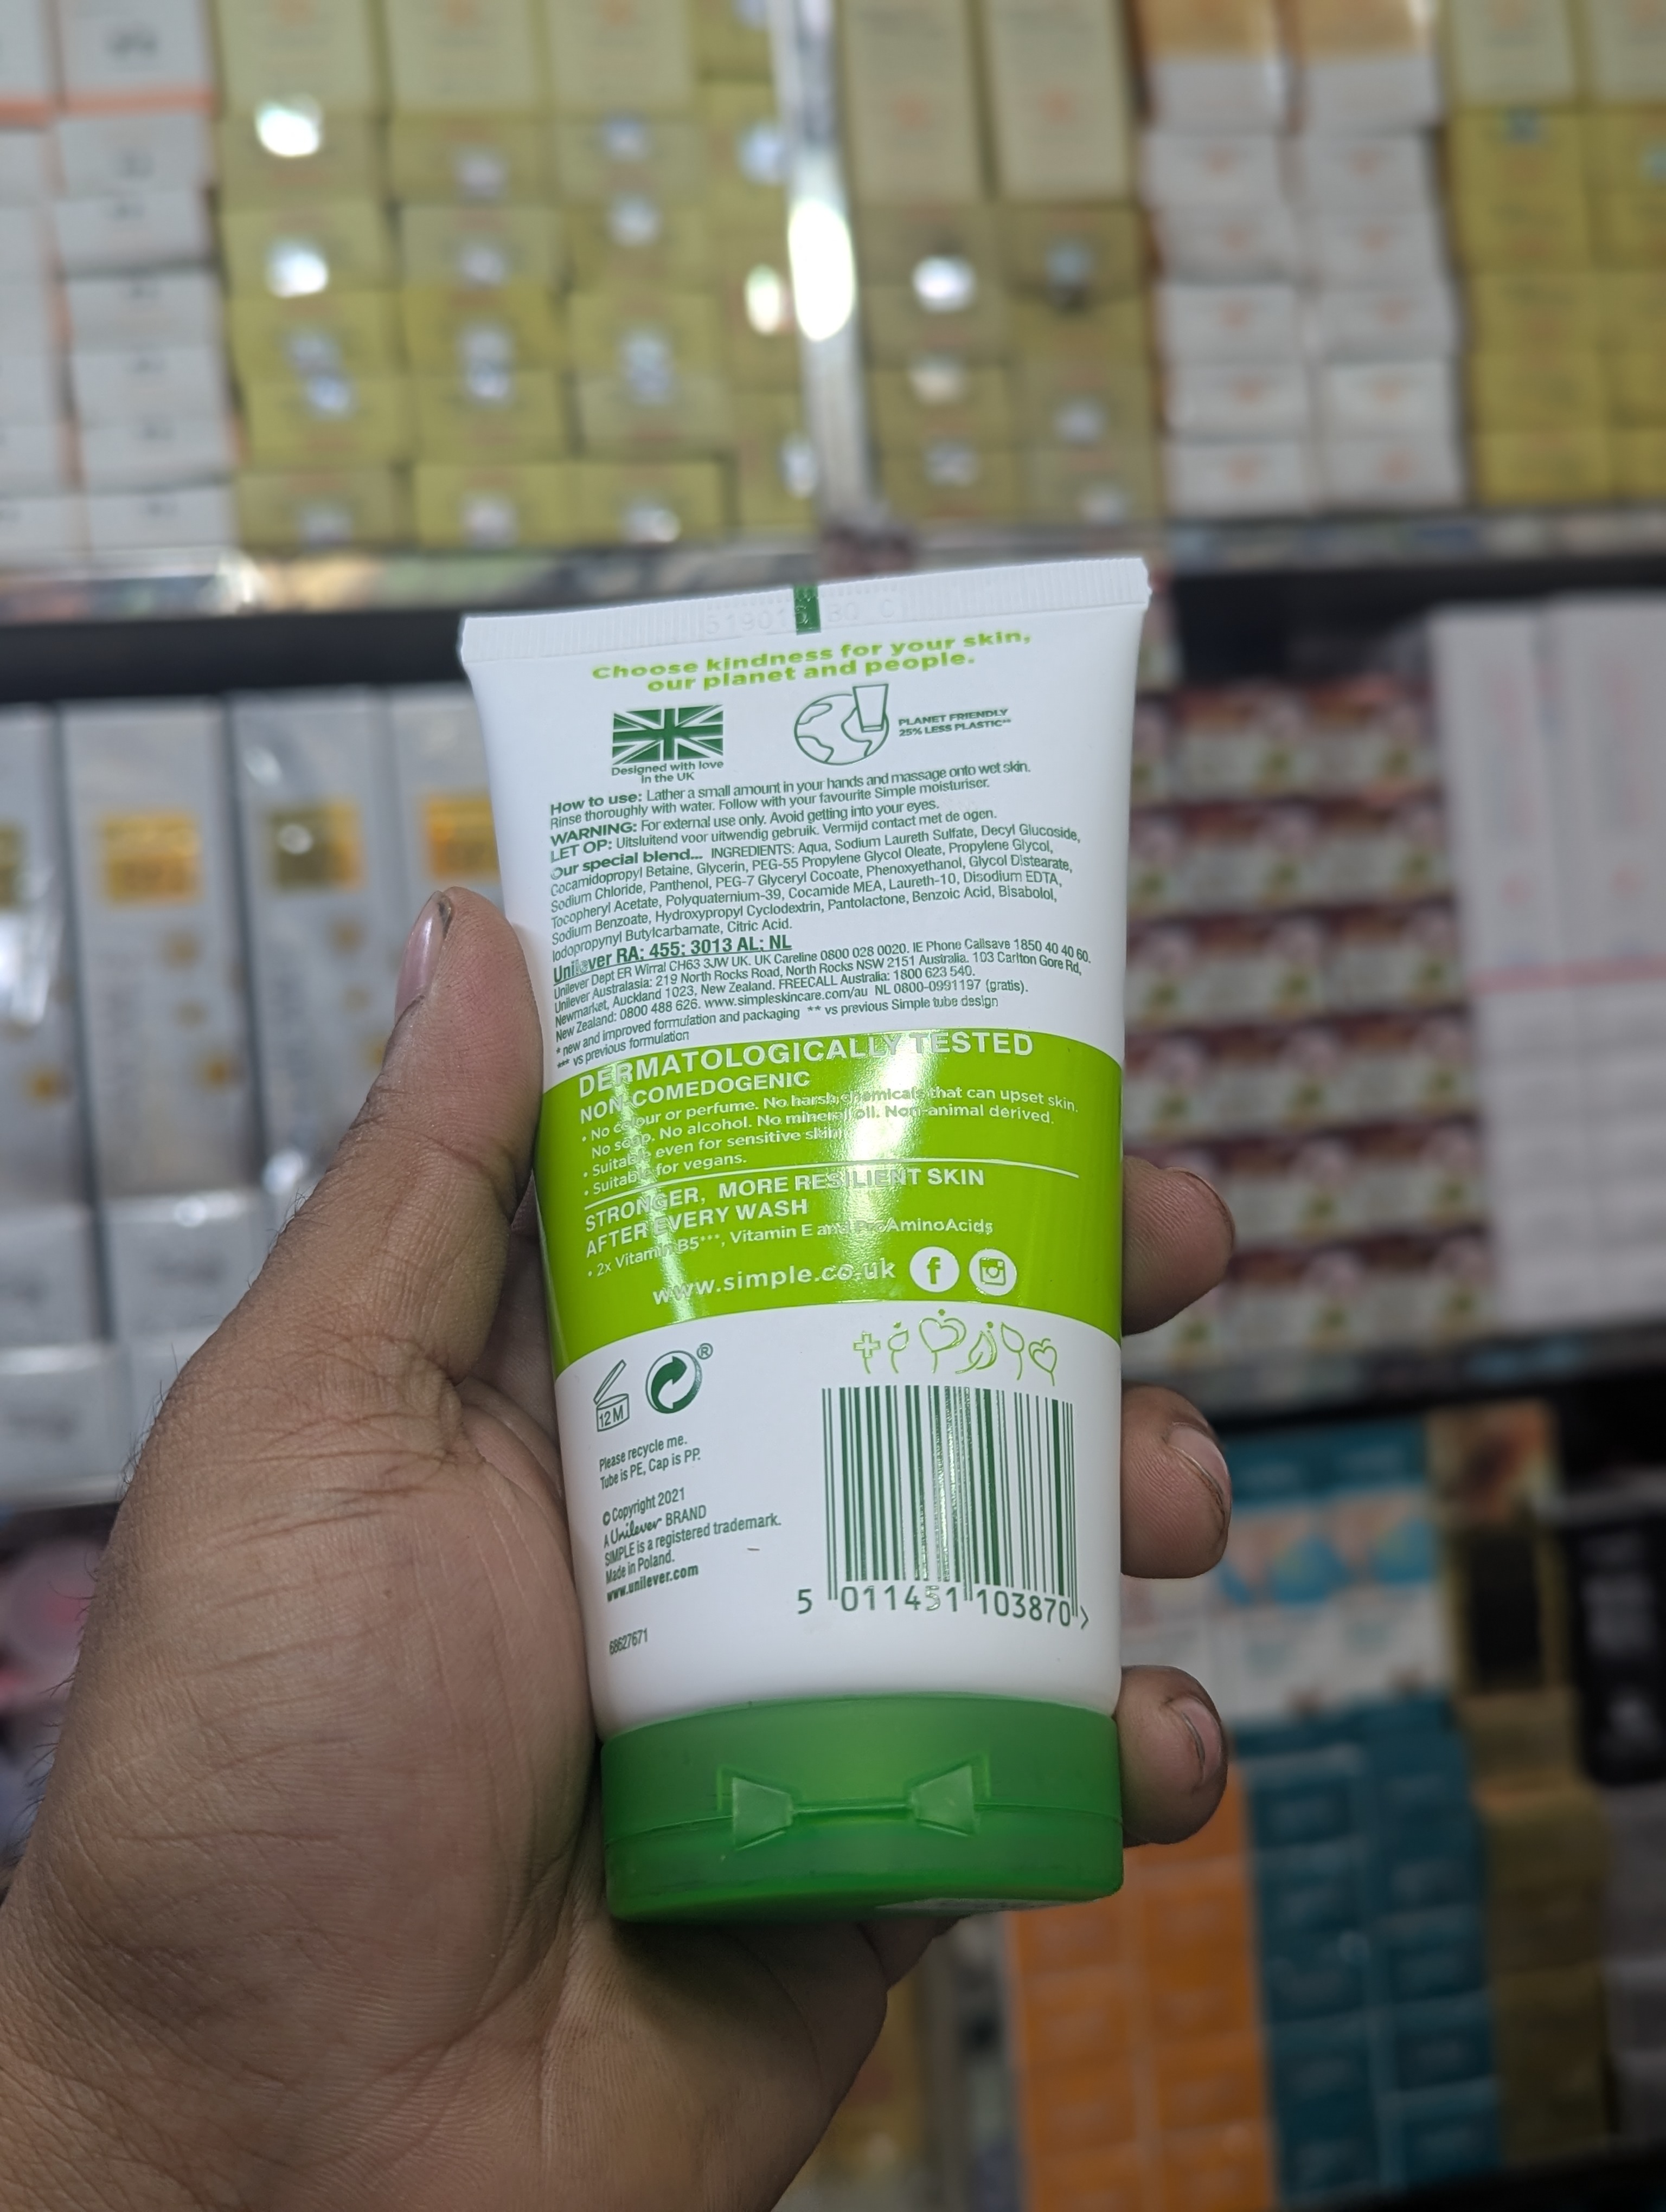 Choose kindness for your skin,
our planet and people.
Designed with love
in the UK
PLANET FRIENDLY
25% LESS PLASTIC**
How to use: Lather a small amount in your hands and massage onto wet skin.
Rinse thoroughly with water. Follow with your favourite Simple moisturiser.
WARNING: For external use only. Avoid getting into your eyes.
LET OP: Uitsluitend voor uitwendig gebruik. Vermijd contact met de ogen.
Our special blend... INGREDIENTS: Aqua, Sodium Laureth Sulfate, Decyl Glucoside,
Cocamidopropyl Betaine, Glycerin, PEG-55 Propylene Glycol Oleate, Propylene Glycol,
Sodium Chloride, Panthenol, PEG-7 Glyceryl Cocoate, Phenoxyethanol, Glycol Distearate,
Tocopheryl Acetate, Polyquaternium-39, Cocamide MEA, Laureth-10, Disodium EDTA,
Sodium Benzoate, Hydroxypropyl Cyclodextrin, Pantolactone, Benzoic Acid, Bisabolol,
Iodopropynyl Butylcarbamate, Citric Acid.
Unilever RA: 455: 3013 AL: NL
Unilever Dept ER Wirral CH63 3JW UK. UK Careline 0800 028 0020. IE Phone Callsave 1850 40 40 60.
Unilever Australasia: 219 North Rocks Road, North Rocks NSW 2151 Australia. 103 Carlton Gore Rd,
Newmarket, Auckland 1023, New Zealand. FREECALL Australia: 1800 623 540.
New Zealand: 0800 488 626. www.simpleskincare.com/au NL 0800-0991197 (gratis).
* new and improved formulation and packaging ** vs previous Simple tube design
*** vs previous formulation
DERMATOLOGICALLY TESTED
NON-COMEDOGENIC
• No colour or perfume. No harsh chemicals that can upset skin.
No soap. No alcohol. No mineral oil. Non-animal derived.
• Suitable even for sensitive skin
• Suitable for vegans.
STRONGER, MORE RESILIENT SKIN
AFTER EVERY WASH
• 2x Vitamin B5***, Vitamin E and ProAminoAcids
www.simple.co.uk
12M
®
Please recycle me.
Tube is PE, Cap is PP.
© Copyright 2021
A Unilever BRAND
SIMPLE is a registered trademark.
Made in Poland.
www.unilever.com
5 011451 103870 >
68627671